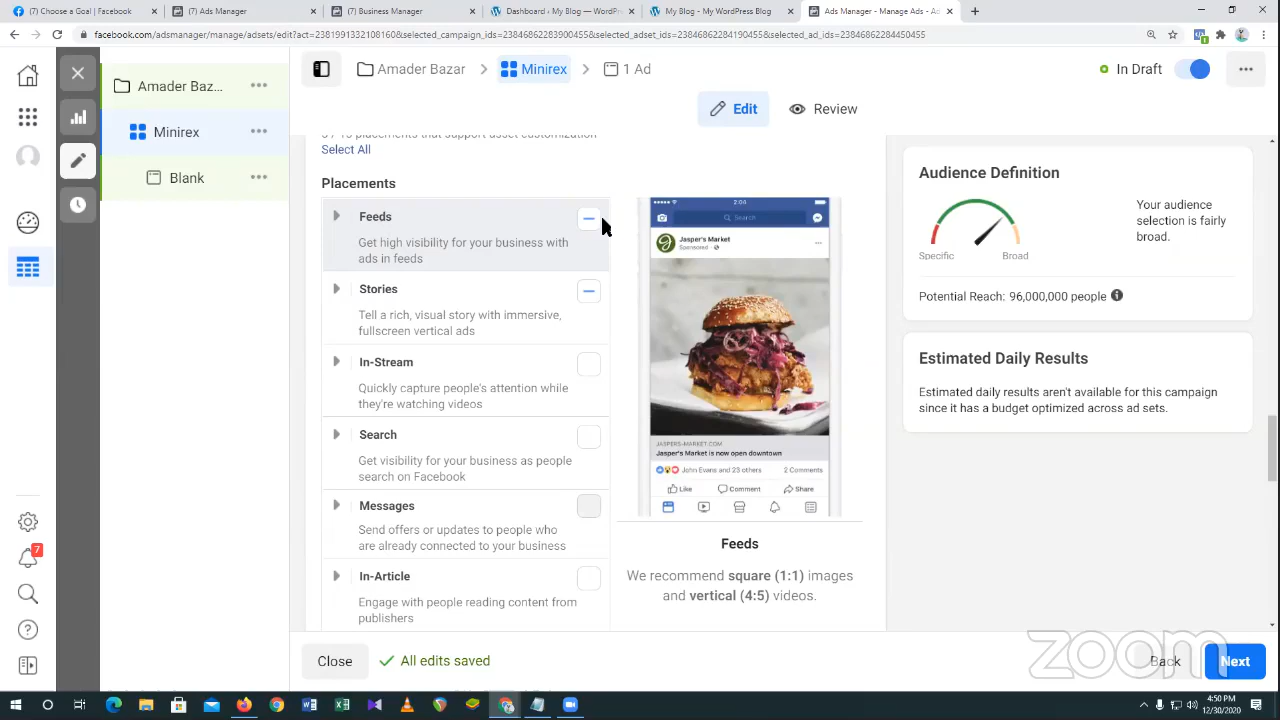 (7) Choose a goal | Facebook
(7) Ads Manager
(7) Business Manager
(7) Dashboard ‹ My Blog — WordPr
My Blog – WordPress
Ads Manager - Manage ads - Ad
facebook.com/adsmanager/manage/adsets/edit?act=2381991332108160&selected_campaign_ids=23846862283900455&selected_adset_ids=23846862284190455&selected_ad_ids=23846862284450455
Amader Baz...
Minirex
Blank
Amader Bazar
Minirex
1 Ad
In Draft
Edit
Review
Select All
Placements
Feeds
Get high visibility for your business with
ads in feeds
Stories
Tell a rich, visual story with immersive,
fullscreen vertical ads
In-Stream
Quickly capture people's attention while
they're watching videos
Search
Get visibility for your business as people
search on Facebook
Messages
Send offers or updates to people who
are already connected to your business
In-Article
Engage with people reading content from
publishers
2:04
Search
Jasper's Market
Sponsored
JASPERS-MARKET.COM
Jasper's Market is now open downtown
John Evans and 23 others
2 Comments
Like
Comment
Share
Feeds
We recommend square (1:1) images
and vertical (4:5) videos.
Audience Definition
Your audience
selection is fairly
broad.
Specific
Broad
Potential Reach: 96,000,000 people
Estimated Daily Results
Estimated daily results aren't available for this campaign
since it has a budget optimized across ad sets.
7
Close
All edits saved
Back
Next
zoom
4:50 PM
12/30/2020